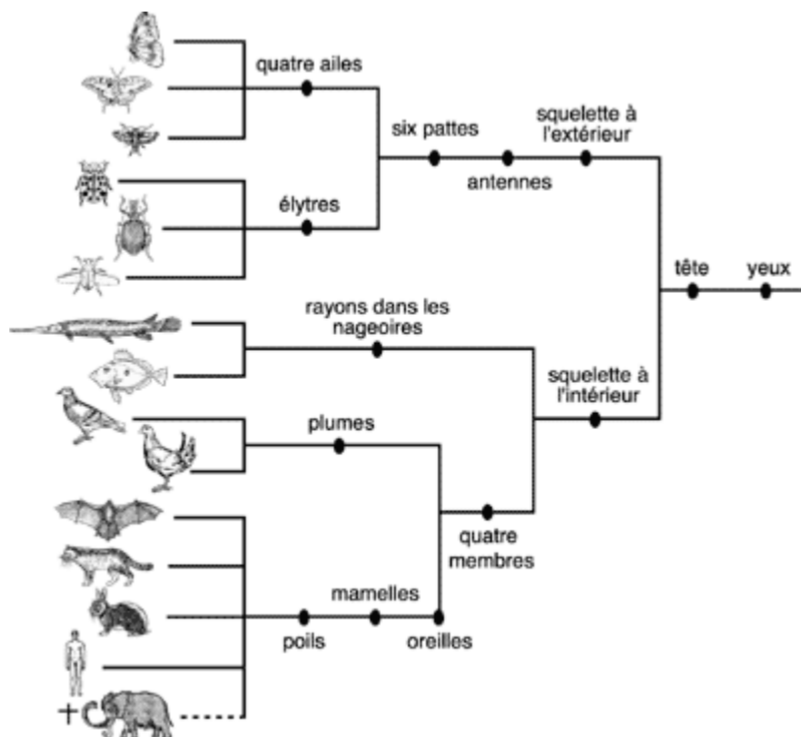 quatre ailes
six pattes
squelette à
l'extérieur
antennes
élytres
tête
yeux
rayons dans les
nageoires
squelette à
l'intérieur
plumes
quatre
membres
mamelles
poils
oreilles
+